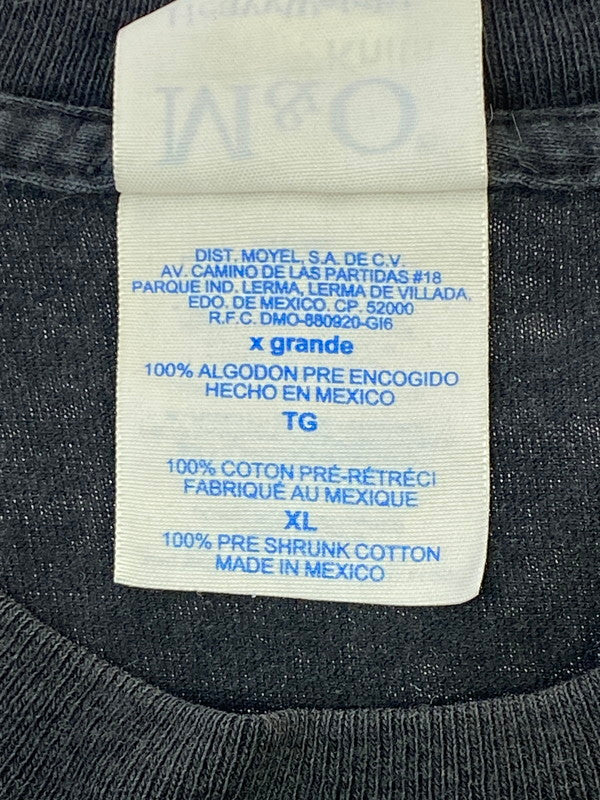 Heavyweight
Knits
M&O
DIST. MOYEL, S.A. DE C.V.
AV. CAMINO DE LAS PARTIDAS #18
PARQUE IND. LERMA, LERMA DE VILLADA,
EDO. DE MEXICO. CP. 52000
R.F.C. DMO-880920-GI6
x grande
100% ALGODON PRE ENCOGIDO
HECHO EN MEXICO
TG
100% COTON PRÉ-RÉTRÉCI
FABRIQUÉ AU MEXIQUE
XL
100% PRE SHRUNK COTTON
MADE IN MEXICO